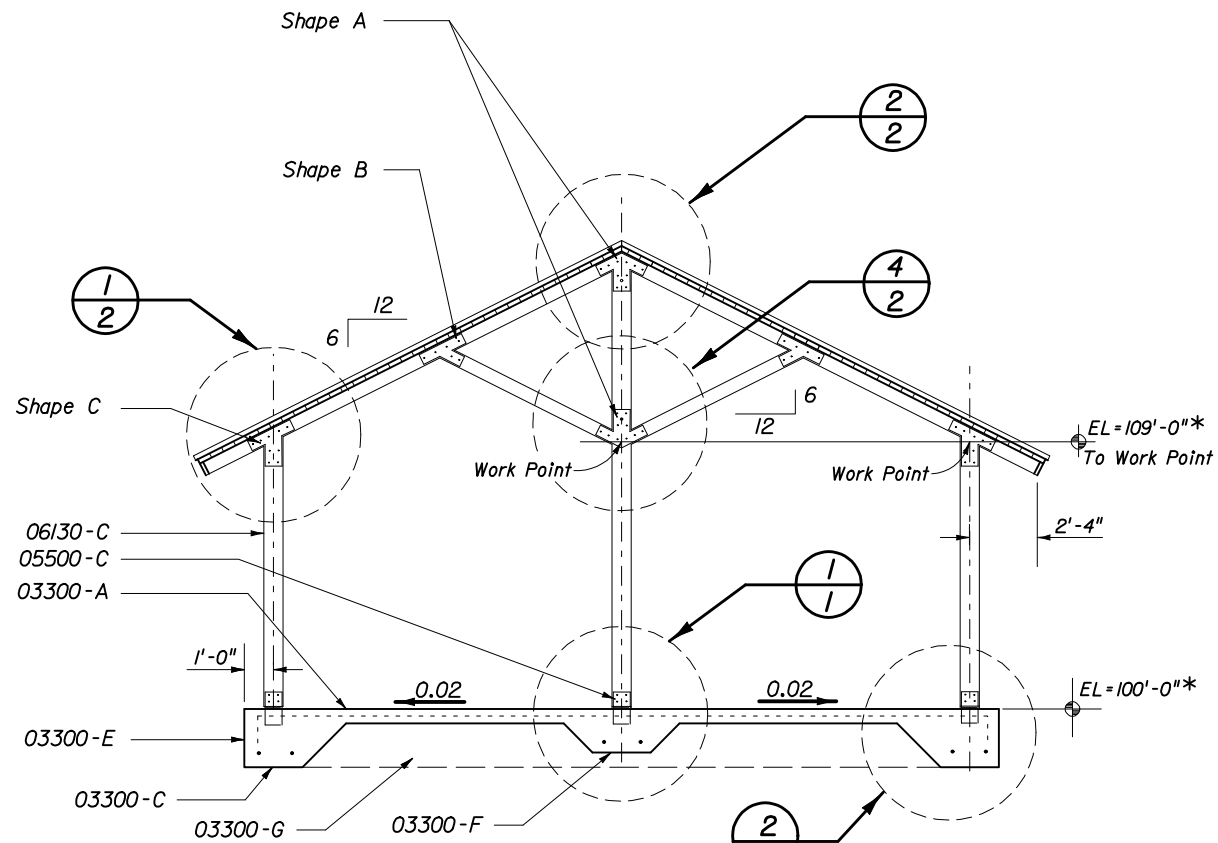 Shape A
2
2
Shape B
4
2
1
2
12
6
6
12
Shape C
EL=109'-0"*
To Work Point
Work Point
Work Point
06130-C
05500-C
03300-A
2'-4"
1
1
1'-0"
0.02
0.02
EL=100'-0"*
03300-E
03300-C
03300-G
03300-F
2